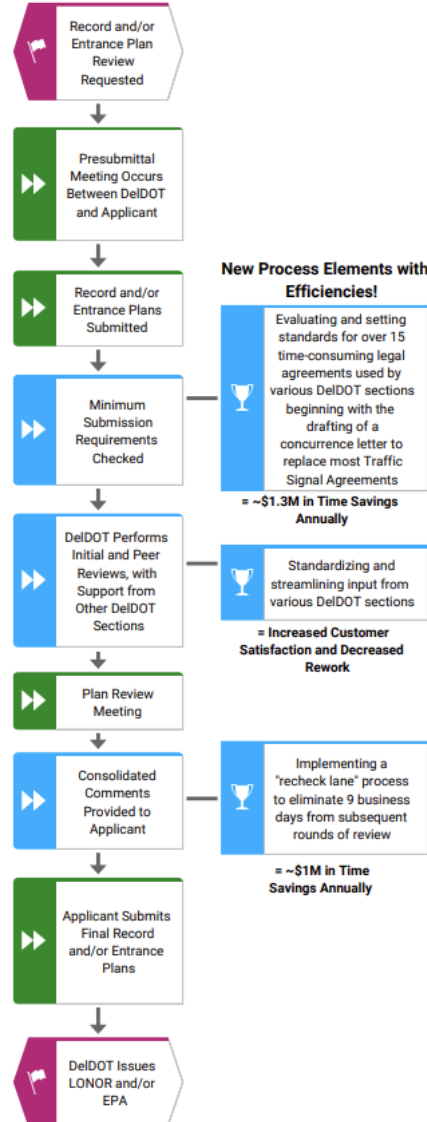 Record and/or
Entrance Plan
Review
Requested
Presubmittal
Meeting Occurs
Between DelDOT
and Applicant
Record and/or
Entrance Plans
Submitted
New Process Elements with
Efficiencies!
Minimum
Submission
Requirements
Checked
Evaluating and setting
standards for over 15
time-consuming legal
agreements used by
various DelDOT sections
beginning with the
drafting of a
concurrence letter to
replace most Traffic
Signal Agreements
= ~$1.3M in Time Savings
Annually
DelDOT Performs
Initial and Peer
Reviews, with
Support from
Other DelDOT
Sections
Standardizing and
streamlining input from
various DelDOT sections
= Increased Customer
Satisfaction and Decreased
Rework
Plan Review
Meeting
Consolidated
Comments
Provided to
Applicant
Implementing a
"recheck lane" process
to eliminate 9 business
days from subsequent
rounds of review
= ~$1M in Time
Savings Annually
Applicant Submits
Final Record
and/or Entrance
Plans
DelDOT Issues
LONOR and/or
EPA